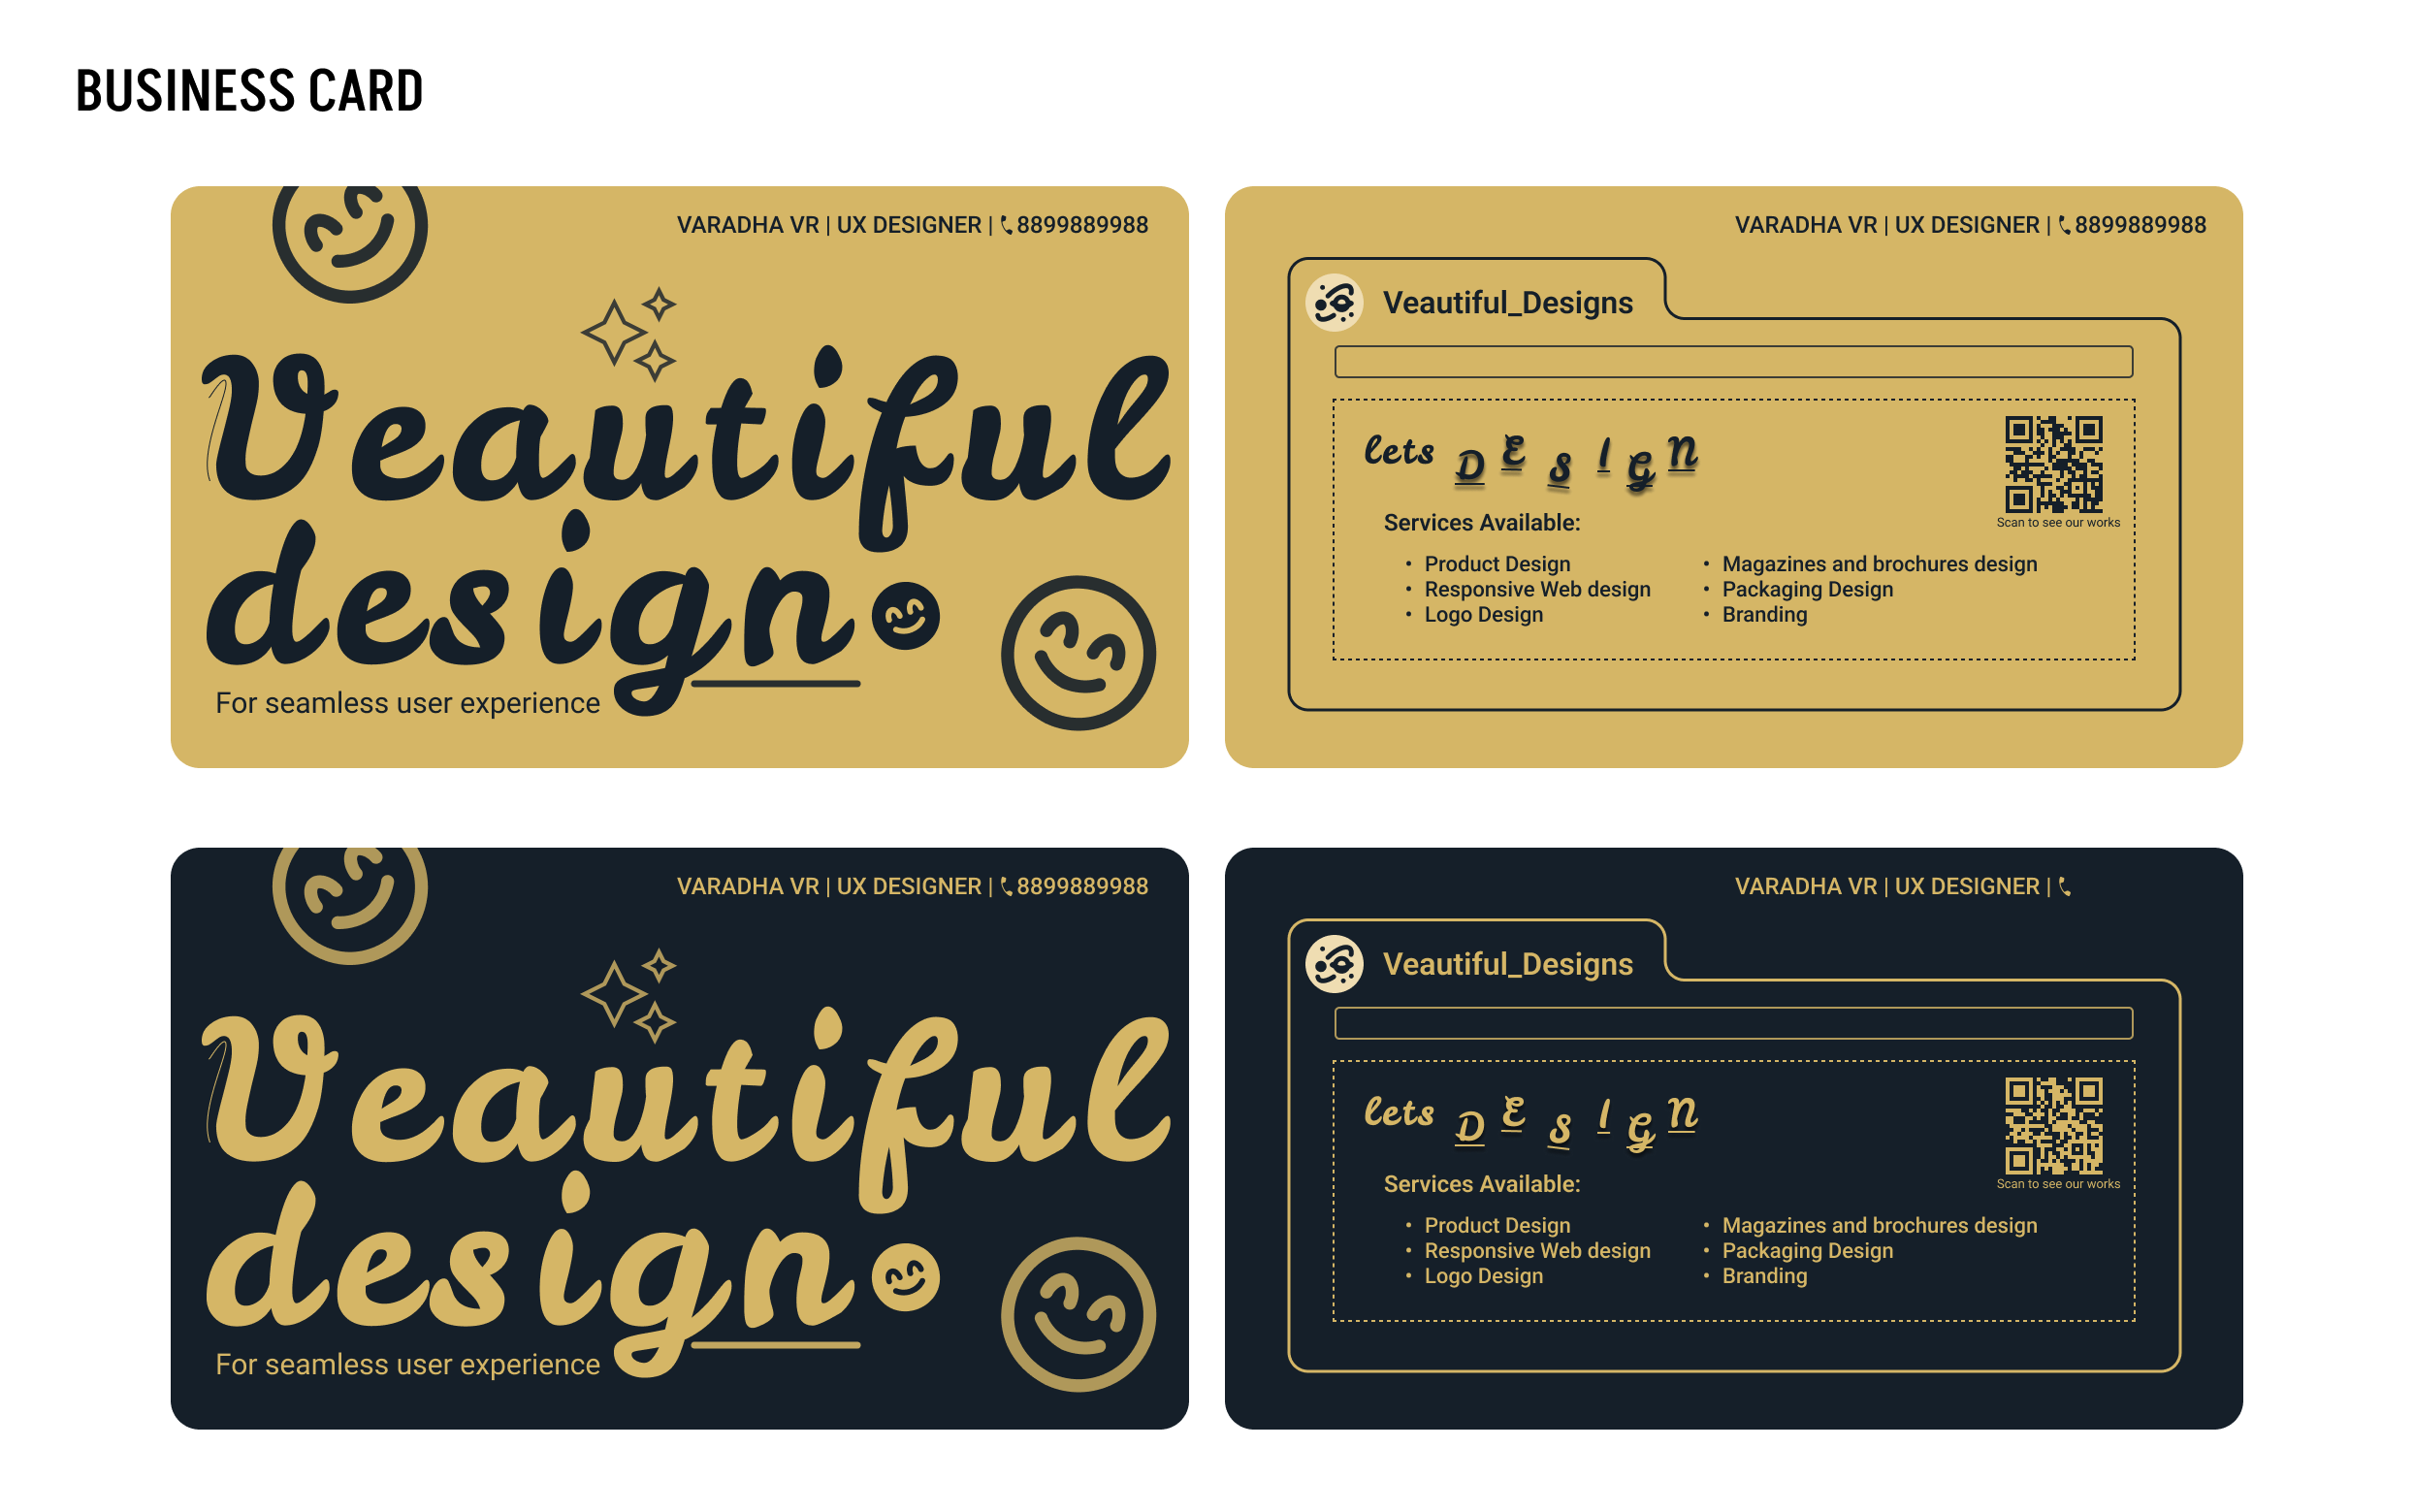 BUSINESS CARD
VARADHA VR | UX DESIGNER | 8899889988
Veautiful
design
For seamless user experience
VARADHA VR | UX DESIGNER | 8899889988
Veautiful_Designs
lets DESIGN
Scan to see our works
Services Available:
• Product Design
• Responsive Web design
• Logo Design
• Magazines and brochures design
• Packaging Design
• Branding
VARADHA VR | UX DESIGNER | 8899889988
Veautiful
design
For seamless user experience
VARADHA VR | UX DESIGNER |
Veautiful_Designs
lets DESIGN
Scan to see our works
Services Available:
• Product Design
• Responsive Web design
• Logo Design
• Magazines and brochures design
• Packaging Design
• Branding